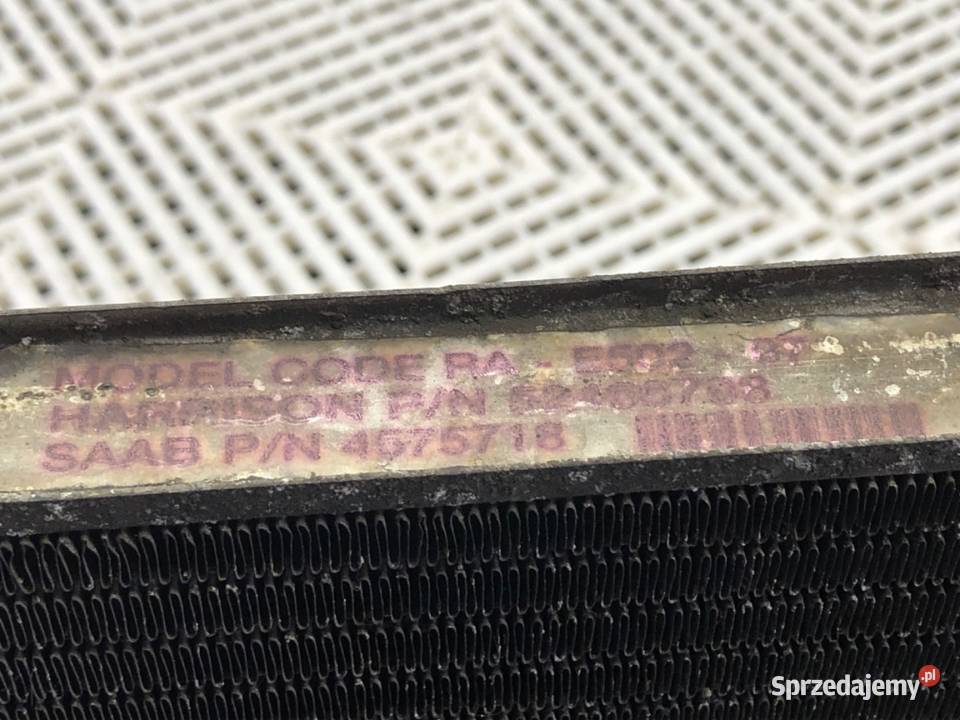 MODEL CODE RA -
HARRISON P/N
SAAB P/N 4575718
Sprzedajemy.pl